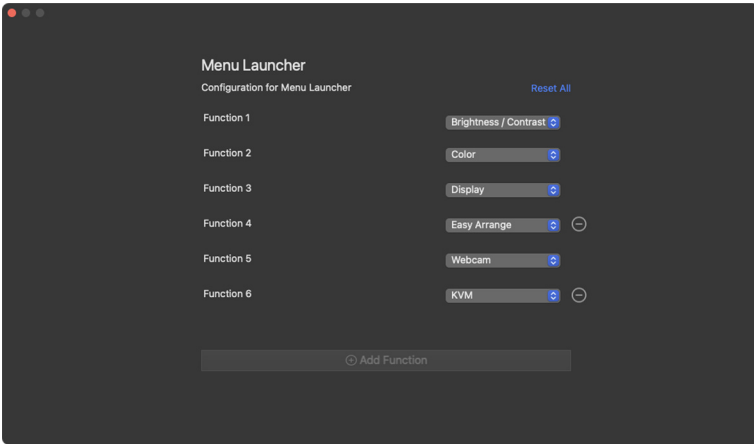 Menu Launcher
Configuration for Menu Launcher Reset All
Function 1 Brightness / Contrast
Function 2 Color
Function 3 Display
Function 4 Easy Arrange
Function 5 Webcam
Function 6 KVM
Add Function